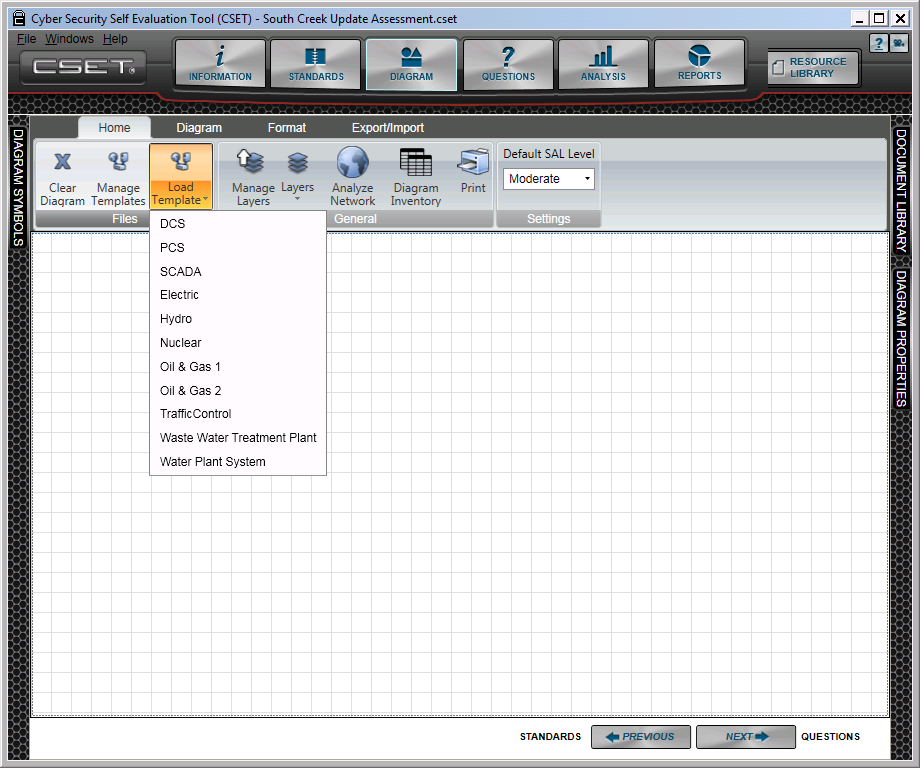 Cyber Security Self Evaluation Tool (CSET) - South Creek Update Assessment.cset
File Windows Help
CSET
INFORMATION
STANDARDS
DIAGRAM
?
QUESTIONS
ANALYSIS
REPORTS
RESOURCE
LIBRARY
?
Home Diagram Format Export/Import
Clear
Diagram
Manage
Templates
Load
Template
Files
Manage
Layers
Layers
Analyze
Network
Diagram
Inventory
Print
General
Default SAL Level
Moderate
Settings
DIAGRAM SYMBOLS
DOCUMENT LIBRARY
DIAGRAM PROPERTIES
DCS
PCS
SCADA
Electric
Hydro
Nuclear
Oil & Gas 1
Oil & Gas 2
TrafficControl
Waste Water Treatment Plant
Water Plant System
STANDARDS PREVIOUS NEXT QUESTIONS